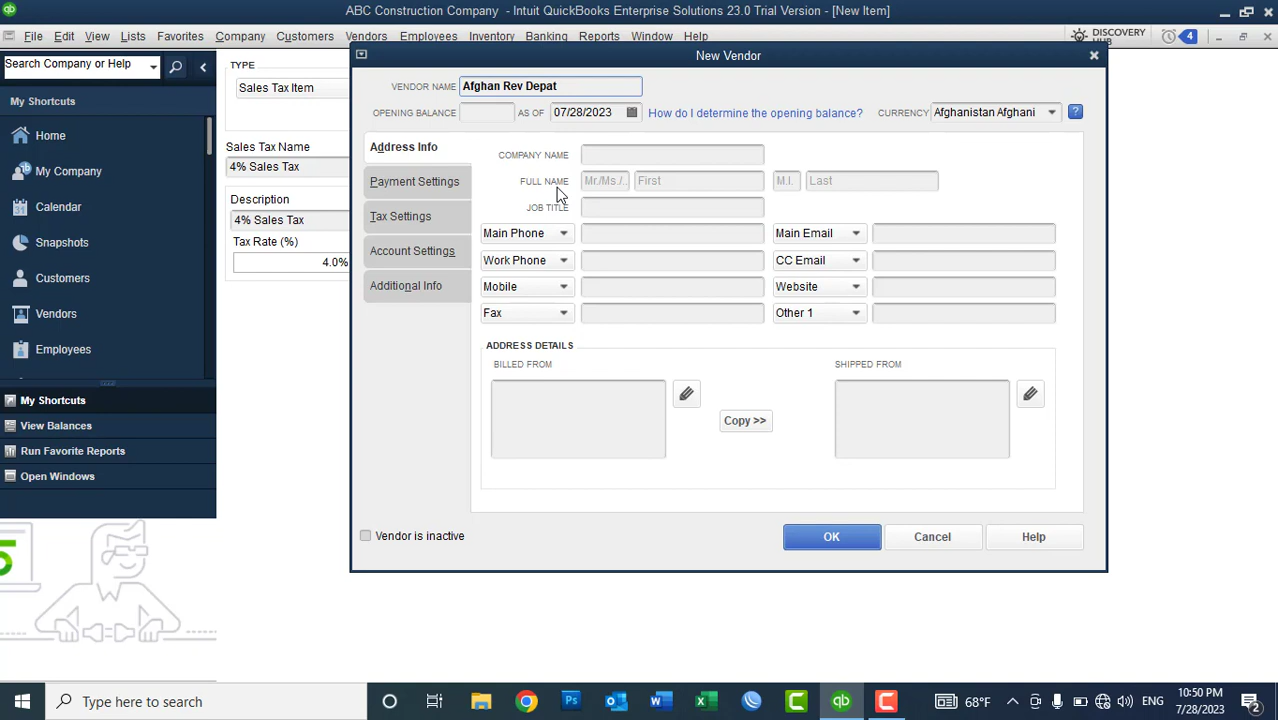 ABC Construction Company - Intuit QuickBooks Enterprise Solutions 23.0 Trial Version - [New Item]
File Edit View Lists Favorites Company Customers Vendors Employees Inventory Banking Reports Window Help
DISCOVERY HUB
4
Search Company or Help
My Shortcuts
Home
My Company
Calendar
Snapshots
Customers
Vendors
Employees
My Shortcuts
View Balances
Run Favorite Reports
Open Windows
TYPE
Sales Tax Item
Sales Tax Name
4% Sales Tax
Description
4% Sales Tax
Tax Rate (%)
4.0%
New Vendor
VENDOR NAME Afghan Rev Depat
OPENING BALANCE AS OF 07/28/2023 How do I determine the opening balance? CURRENCY Afghanistan Afghani ?
Address Info
Payment Settings
Tax Settings
Account Settings
Additional Info
COMPANY NAME
FULL NAME Mr./Ms./.. First M.I. Last
JOB TITLE
Main Phone Main Email
Work Phone CC Email
Mobile Website
Fax Other 1
ADDRESS DETAILS
BILLED FROM SHIPPED FROM
Copy >>
Vendor is inactive
OK Cancel Help
5
Type here to search
qb
68°F
ENG
10:50 PM
7/28/2023
2